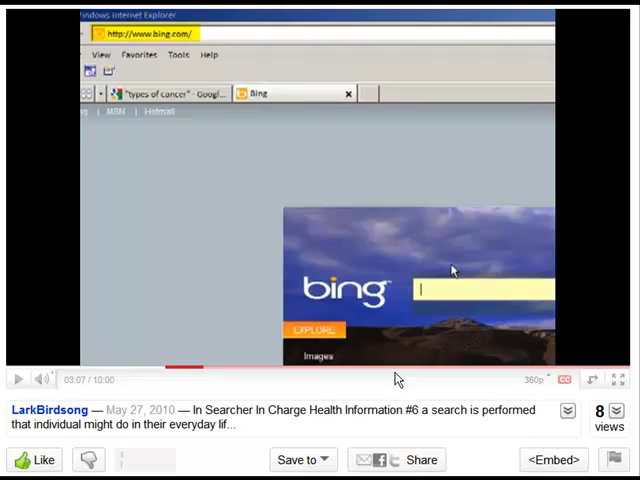 indows Internet Explorer
http://www.bing.com/
View Favorites Tools Help
"types of cancer" - Googl... Bing
MSN | Hotmail
bing
EXPLORE
Images
03:07 / 10:00 360p CC
LarkBirdsong — May 27, 2010 — In Searcher In Charge Health Information #6 a search is performed
that individual might do in their everyday lif...
8
views
Like Save to Share <Embed>